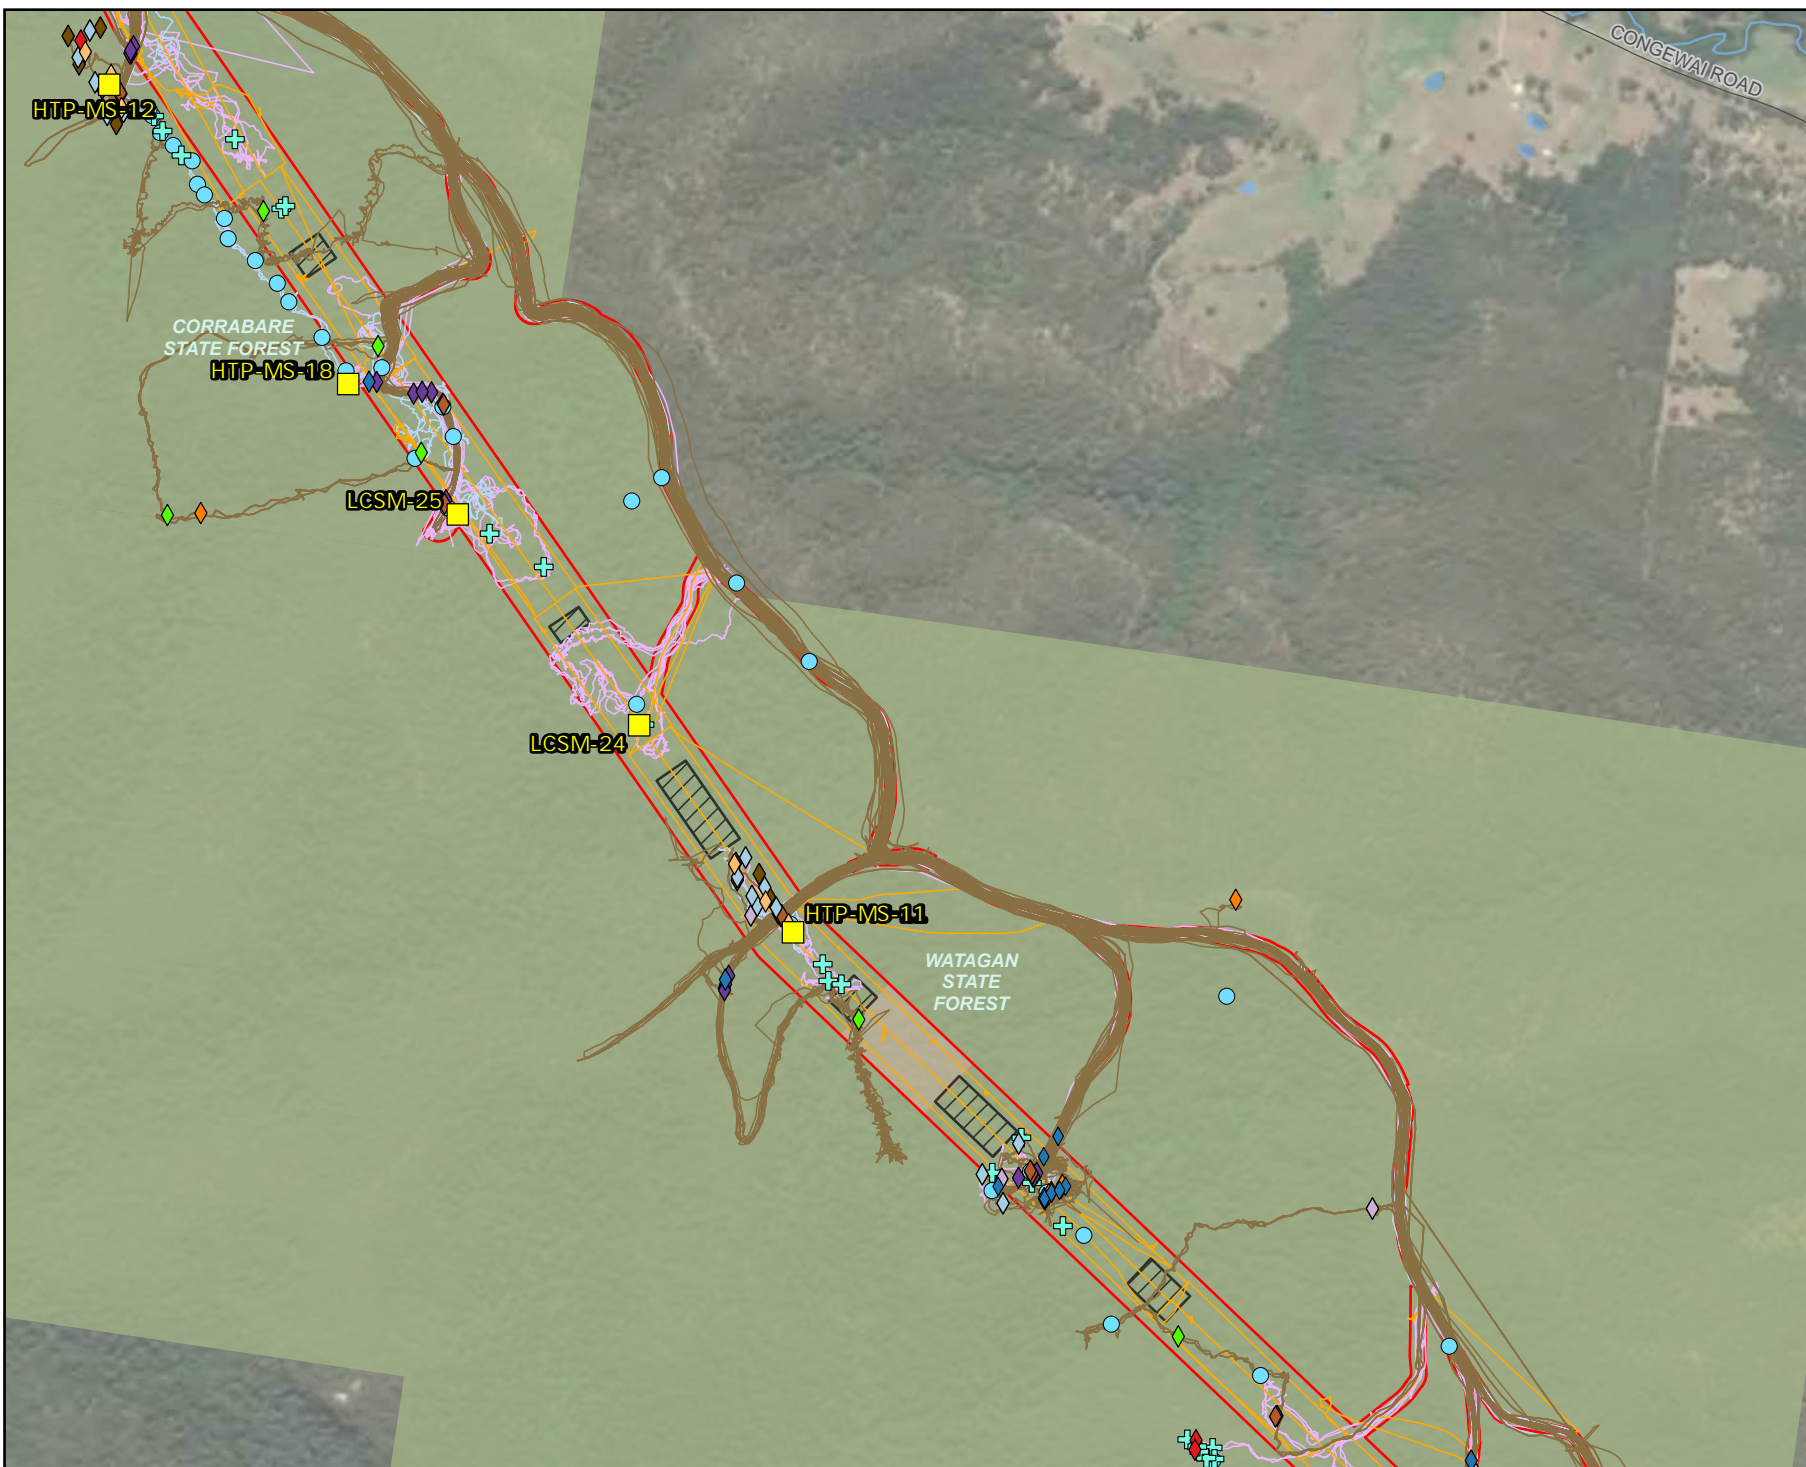 CONGEWAI ROAD
HTP-MS-12
CORRABARE
STATE FOREST
HTP-MS-18
LCSM-25
LCSM-24
HTP-MS-11
WATAGAN
STATE
FOREST